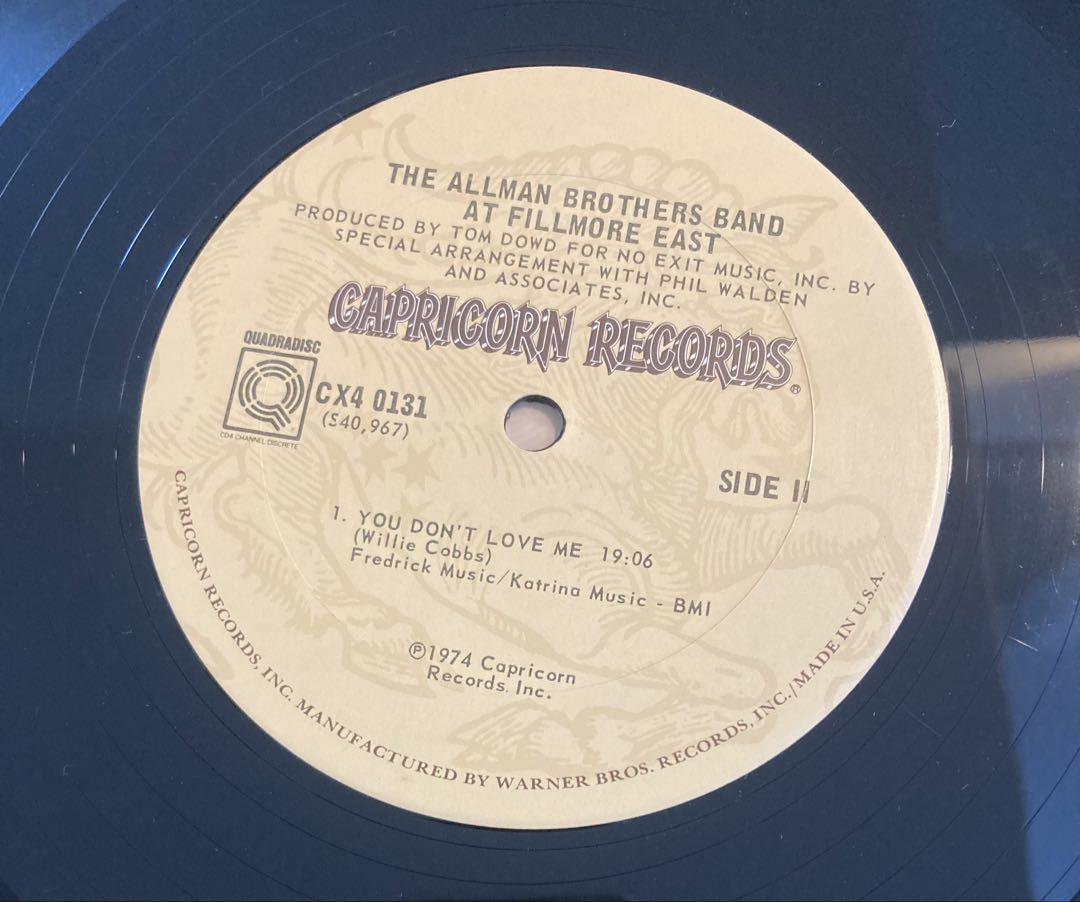 THE ALLMAN BROTHERS BAND
AT FILLMORE EAST
PRODUCED BY TOM DOWD FOR NO EXIT MUSIC, INC. BY
SPECIAL ARRANGEMENT WITH PHIL WALDEN
AND ASSOCIATES, INC.
CAPRICORN RECORDS®
QUADRADISC
CD4 CHANNEL DISCRETE
CX4 0131
(S40,967)
SIDE II
1. YOU DON'T LOVE ME 19:06
(Willie Cobbs)
Fredrick Music/Katrina Music - BMI
℗1974 Capricorn
Records. Inc.
CAPRICORN RECORDS, INC. MANUFACTURED BY WARNER BROS. RECORDS, INC./MADE IN U.S.A.